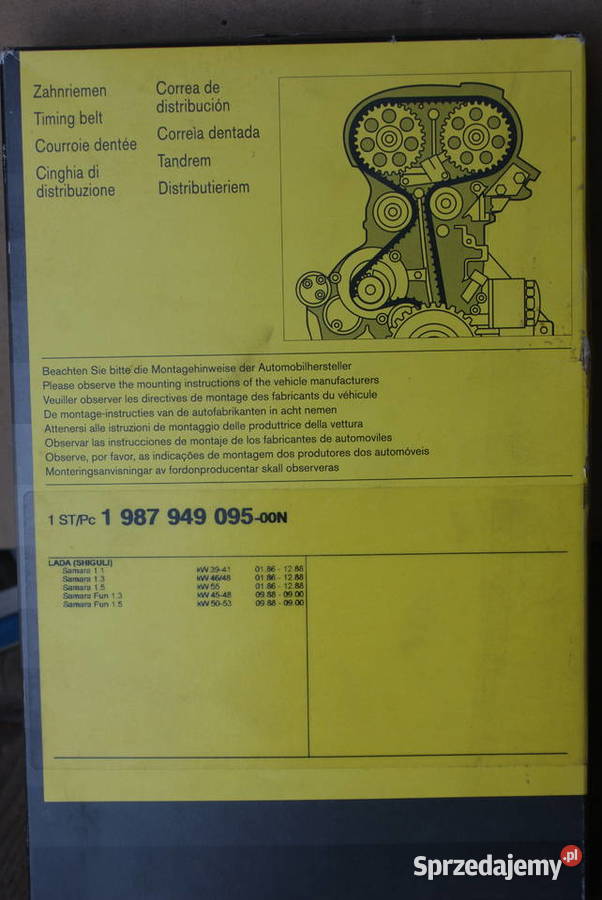 Zahnriemen
Timing belt
Courroie dentée
Cinghia di
distribuzione
Correa de
distribución
Correia dentada
Tandrem
Distributieriem
Beachten Sie bitte die Montagehinweise der Automobilhersteller
Please observe the mounting instructions of the vehicle manufacturers
Veuiller observer les directives de montage des fabricants du véhicule
De montage-instructies van de autofabrikanten in acht nemen
Attenersi alle istruzioni di montaggio delle produttrice della vettura
Observar las instrucciones de montaje de los fabricantes de automoviles
Observe, por favor, as indicações de montagem dos produtores dos automóveis
Monteringsanvisningar av fordonproducentar skall observeras
1 ST/Pc 1 987 949 095-00N
LADA (SHIGULI)
Samara 1.1 kW 39-41 01.86 - 12.88
Samara 1.3 kW 46/48 01.86 - 12.88
Samara 1.5 kW 55 01.86 - 12.88
Samara Fun 1.3 kW 45-48 09.88 - 09.00
Samara Fun 1.5 kW 50-53 09.88 - 09.00
Sprzedajemy.pl